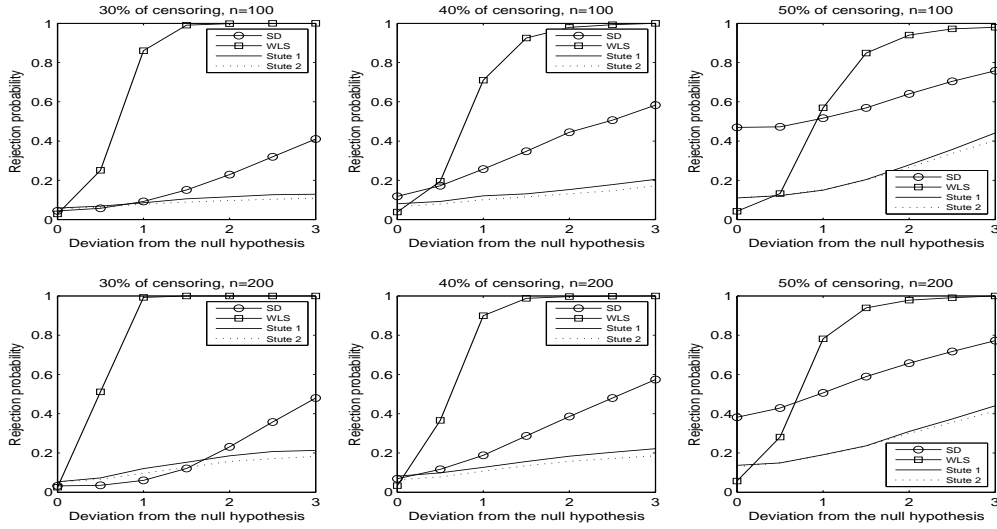 30% of censoring, n=100
1
0.8
0.6
0.4
0.2
0
Rejection probability
SD
WLS
Stute 1
Stute 2
0 1 2 3
Deviation from the null hypothesis
40% of censoring, n=100
1
0.8
0.6
0.4
0.2
0
Rejection probability
SD
WLS
Stute 1
Stute 2
0 1 2 3
Deviation from the null hypothesis
50% of censoring, n=100
1
0.8
0.6
0.4
0.2
0
Rejection probability
SD
WLS
Stute 1
Stute 2
0 1 2 3
Deviation from the null hypothesis
30% of censoring, n=200
1
0.8
0.6
0.4
0.2
0
Rejection probability
SD
WLS
Stute 1
Stute 2
0 1 2 3
Deviation from the null hypothesis
40% of censoring, n=200
1
0.8
0.6
0.4
0.2
0
Rejection probability
SD
WLS
Stute 1
Stute 2
0 1 2 3
Deviation from the null hypothesis
50% of censoring, n=200
1
0.8
0.6
0.4
0.2
0
Rejection probability
SD
WLS
Stute 1
Stute 2
0 1 2 3
Deviation from the null hypothesis